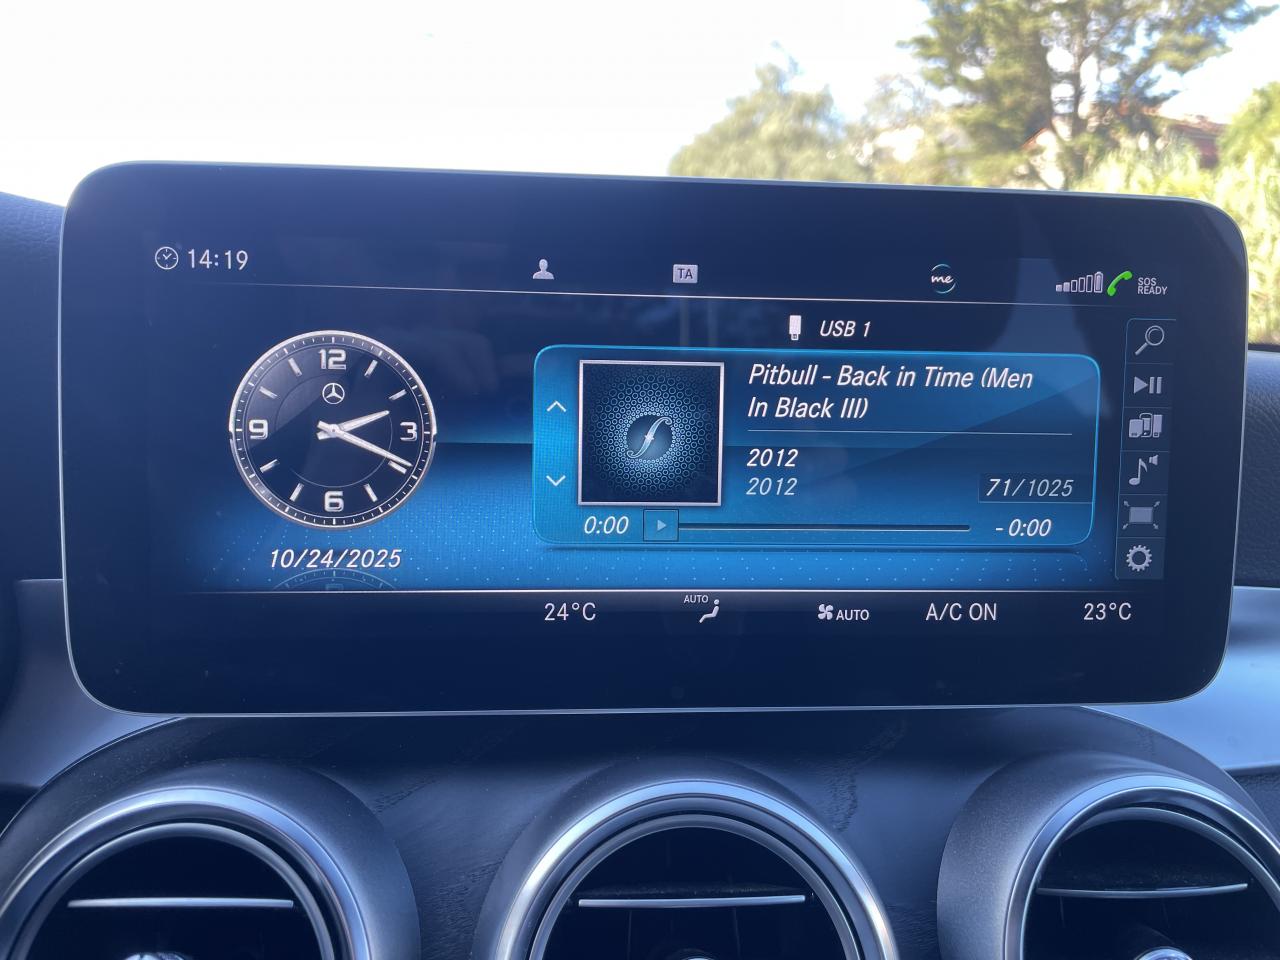 14:19
TA
me
SOS
READY
USB 1
12
3
6
9
10/24/2025
Pitbull - Back in Time (Men
In Black III)
2012
2012
71/1025
0:00
- 0:00
24°C
AUTO
AUTO
A/C ON
23°C